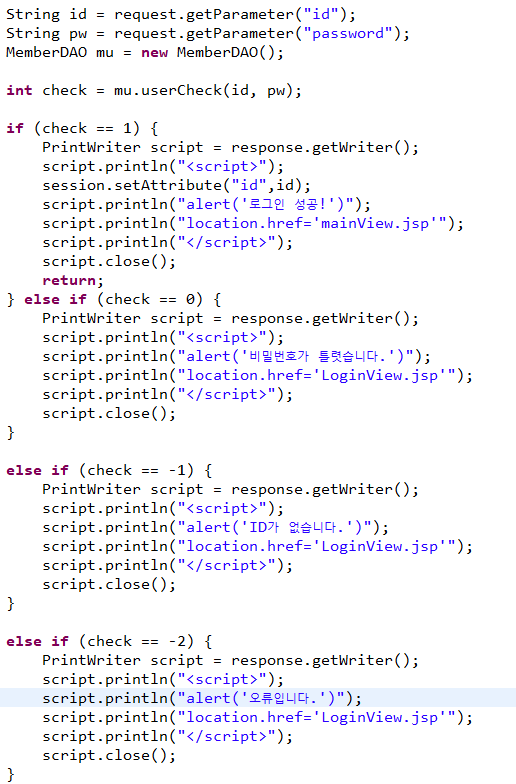 String id = request.getParameter("id");
String pw = request.getParameter("password");
MemberDAO mu = new MemberDAO();
int check = mu.userCheck(id, pw);
if (check == 1) {
PrintWriter script = response.getWriter();
script.println("<script>");
session.setAttribute("id",id);
script.println("alert('로그인 성공!')");
script.println("location.href='mainView.jsp'");
script.println("</script>");
script.close();
return;
} else if (check == 0) {
PrintWriter script = response.getWriter();
script.println("<script>");
script.println("alert('비밀번호가 틀렷습니다.')");
script.println("location.href='LoginView.jsp'");
script.println("</script>");
script.close();
}
else if (check == -1) {
PrintWriter script = response.getWriter();
script.println("<script>");
script.println("alert('ID가 없습니다.')");
script.println("location.href='LoginView.jsp'");
script.println("</script>");
script.close();
}
else if (check == -2) {
PrintWriter script = response.getWriter();
script.println("<script>");
script.println("alert('오류입니다.')");
script.println("location.href='LoginView.jsp'");
script.println("</script>");
script.close();
}